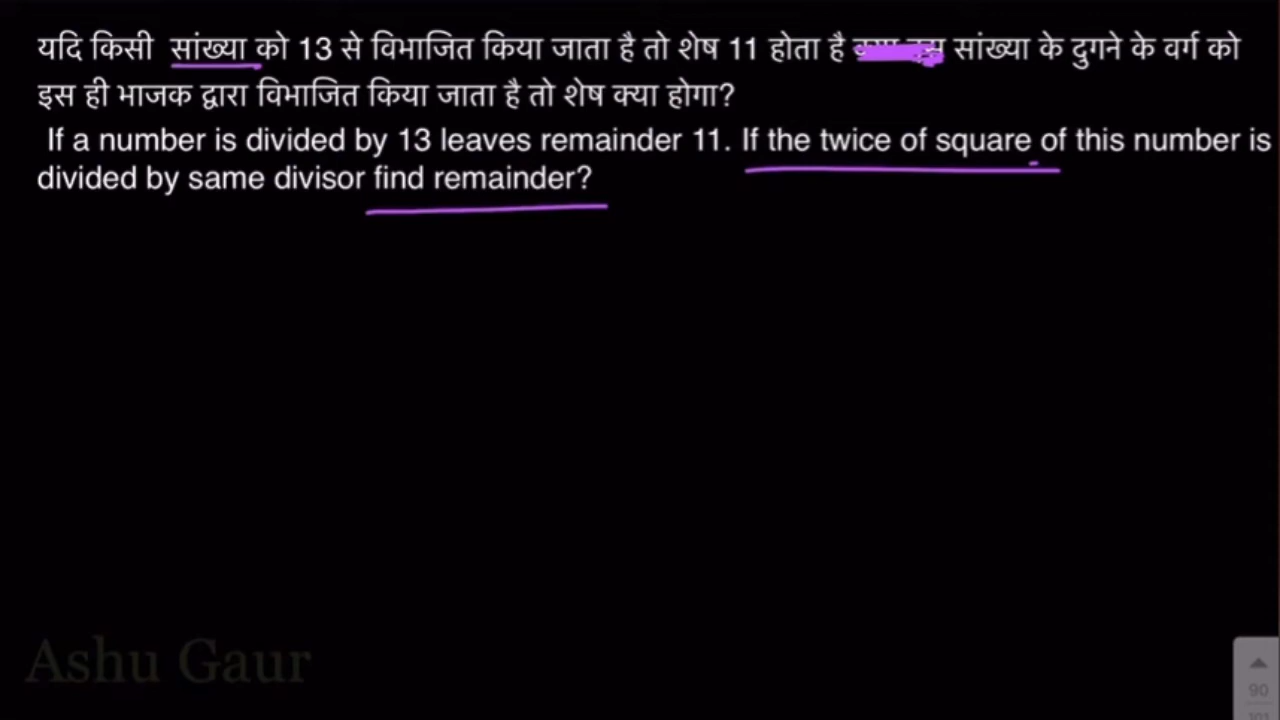 यदि किसी सांख्या को 13 से विभाजित किया जाता है तो शेष 11 होता है सांख्या के दुगने के वर्ग को
इस ही भाजक द्वारा विभाजित किया जाता है तो शेष क्या होगा?
If a number is divided by 13 leaves remainder 11. If the twice of square of this number is
divided by same divisor find remainder?
Ashu Gaur
90